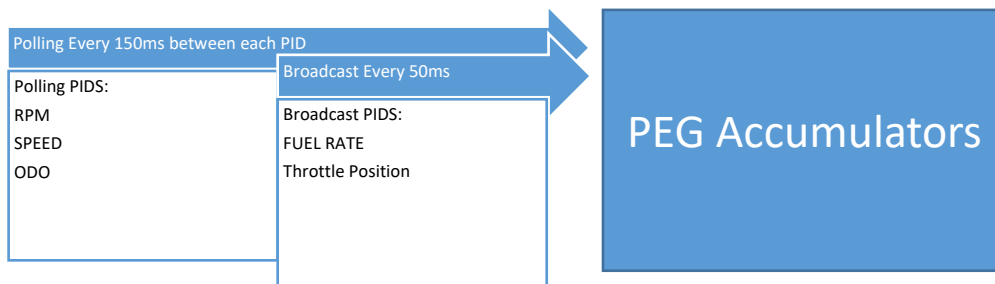 Polling Every 150ms between each PID
Polling PIDS:
RPM
SPEED
ODO
Broadcast Every 50ms
Broadcast PIDS:
FUEL RATE
Throttle Position
PEG Accumulators